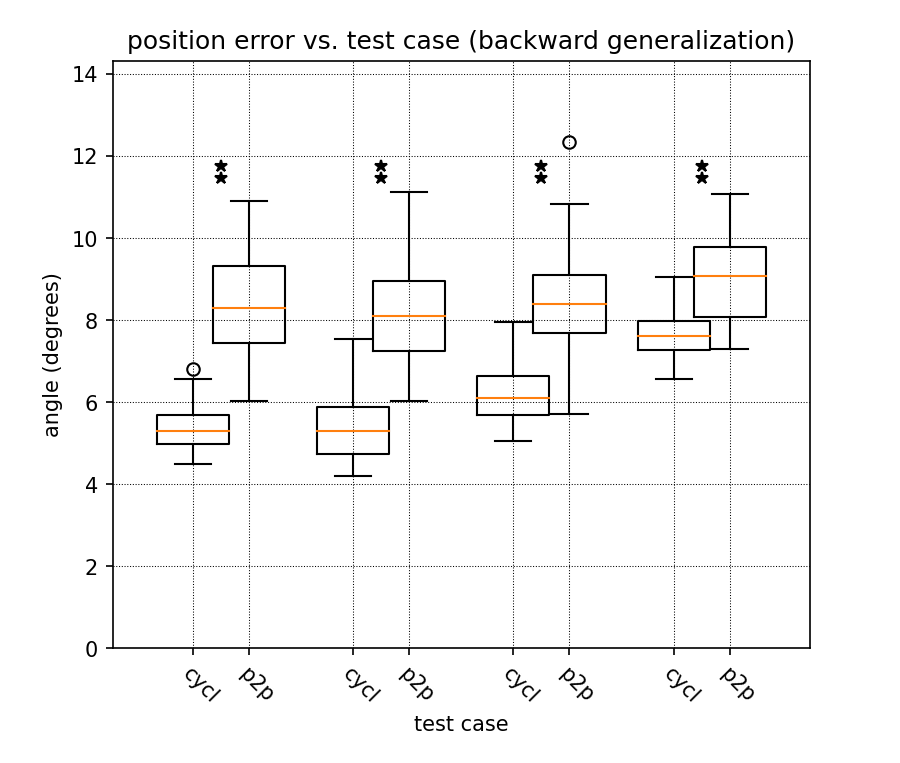 position error vs. test case (backward generalization)
14
12
10
8
6
4
2
0
angle (degrees)
cycl p2p cycl p2p cycl p2p cycl p2p
test case